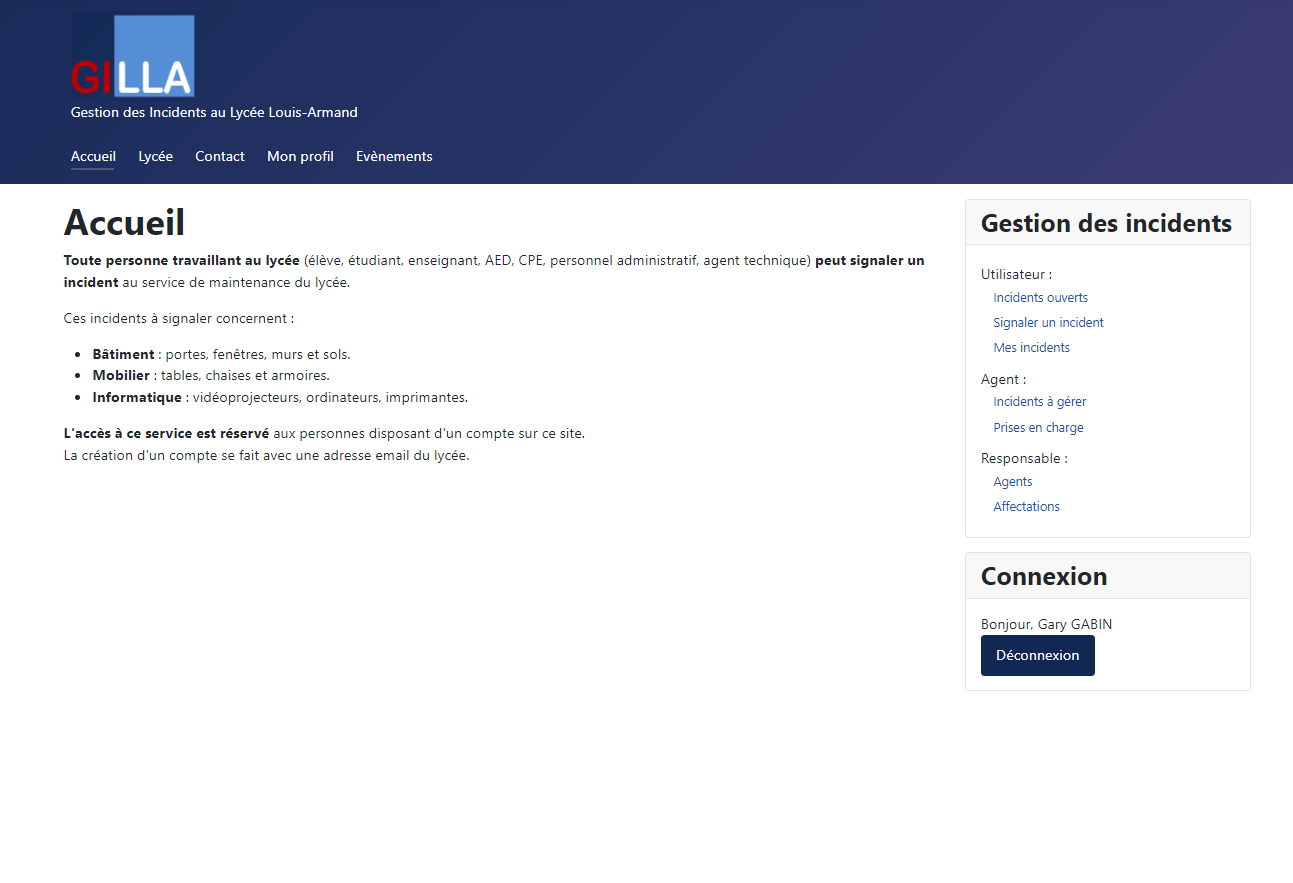 GILLA
Gestion des Incidents au Lycée Louis-Armand
Accueil Lycée Contact Mon profil Evènements
Accueil
Toute personne travaillant au lycée (élève, étudiant, enseignant, AED, CPE, personnel administratif, agent technique) peut signaler un
incident au service de maintenance du lycée.
Ces incidents à signaler concernent :
• Bâtiment : portes, fenêtres, murs et sols.
• Mobilier : tables, chaises et armoires.
• Informatique : vidéoprojecteurs, ordinateurs, imprimantes.
L'accès à ce service est réservé aux personnes disposant d'un compte sur ce site.
La création d'un compte se fait avec une adresse email du lycée.
Gestion des incidents
Utilisateur :
Incidents ouverts
Signaler un incident
Mes incidents
Agent :
Incidents à gérer
Prises en charge
Responsable :
Agents
Affectations
Connexion
Bonjour, Gary GABIN
Déconnexion